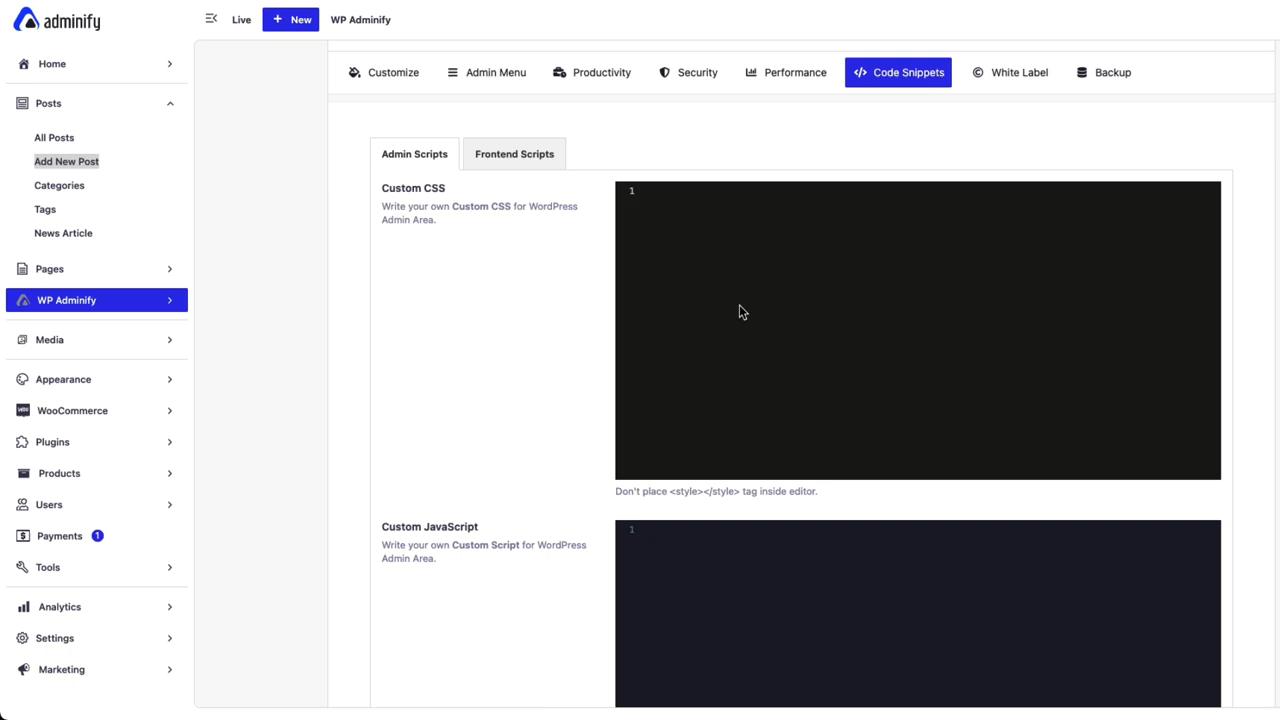 adminify
Live
+ New
WP Adminify
Home
Posts
All Posts
Add New Post
Categories
Tags
News Article
Pages
WP Adminify
Media
Appearance
WooCommerce
Plugins
Products
Users
Payments 1
Tools
Analytics
Settings
Marketing
Customize
Admin Menu
Productivity
Security
Performance
</> Code Snippets
White Label
Backup
Admin Scripts
Frontend Scripts
Custom CSS
Write your own Custom CSS for WordPress
Admin Area.
1
Don't place <style></style> tag inside editor.
Custom JavaScript
Write your own Custom Script for WordPress
Admin Area.
1